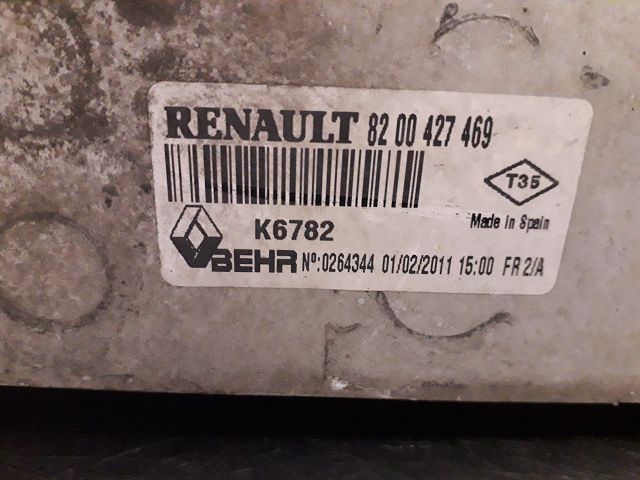 RENAULT 82 00 427 469
T35
K6782
Made in Spain
BEHR Nº:0264344 01/02/2011 15:00 FR 2/A